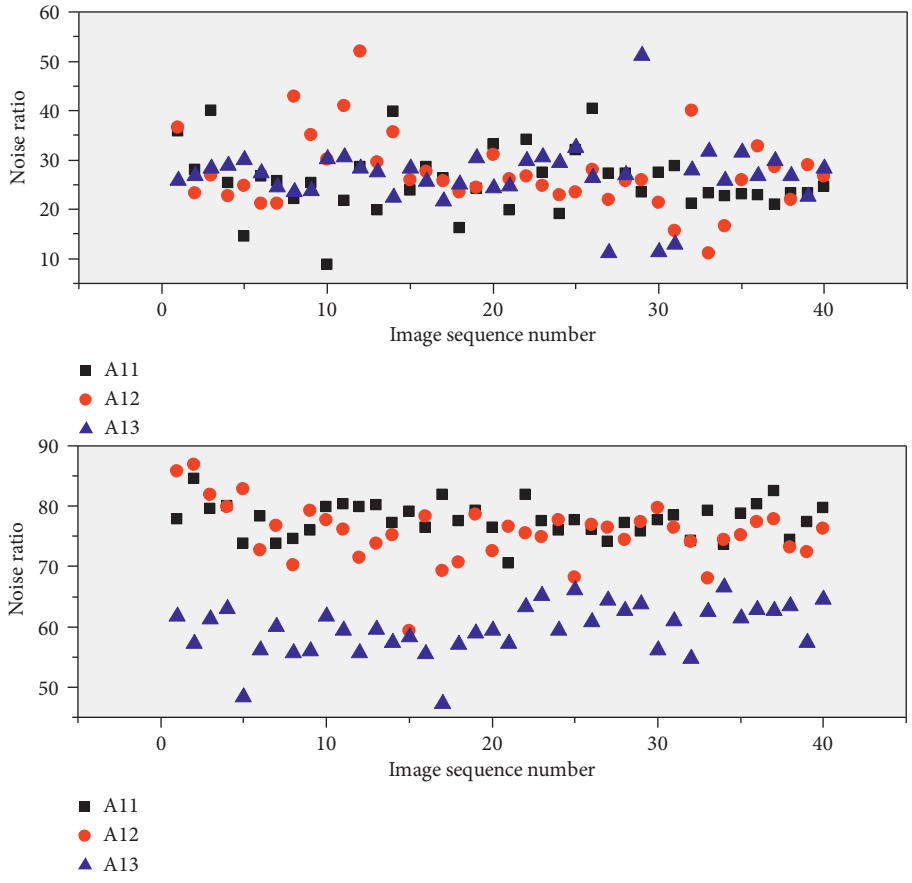 60
50
40
30
20
10
Noise ratio
0 10 20 30 40
Image sequence number
A11
A12
A13
90
80
70
60
50
Noise ratio
0 10 20 30 40
Image sequence number
A11
A12
A13